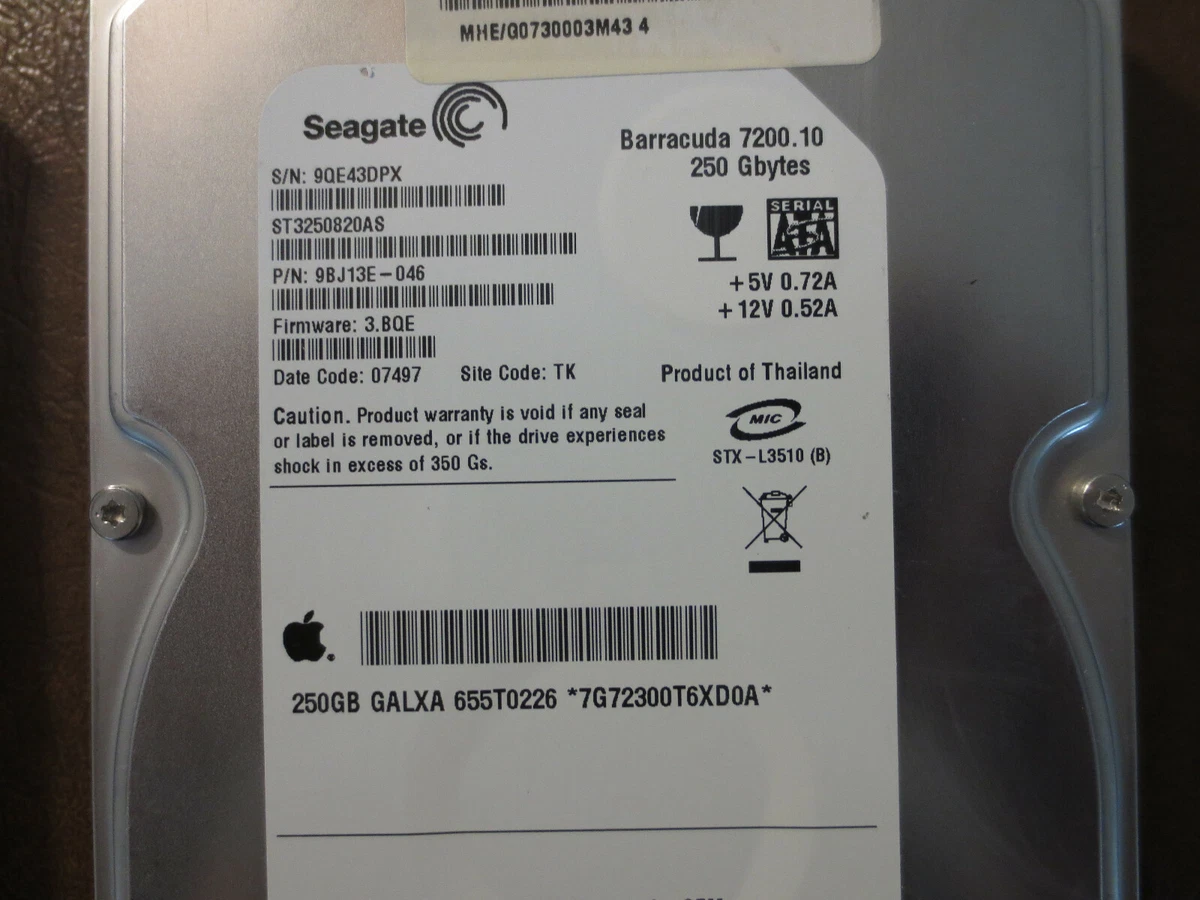 MHE/G0730003M43 4
Seagate
Barracuda 7200.10
250 Gbytes
S/N: 9QE43DPX
ST3250820AS
P/N: 9BJ13E-046
Firmware: 3.BQE
Date Code: 07497 Site Code: TK
SERIAL
ATA
+5V 0.72A
+12V 0.52A
Product of Thailand
Caution. Product warranty is void if any seal
or label is removed, or if the drive experiences
shock in excess of 350 Gs.
MIC
STX-L3510 (B)
250GB GALXA 655T0226 *7G72300T6XD0A*